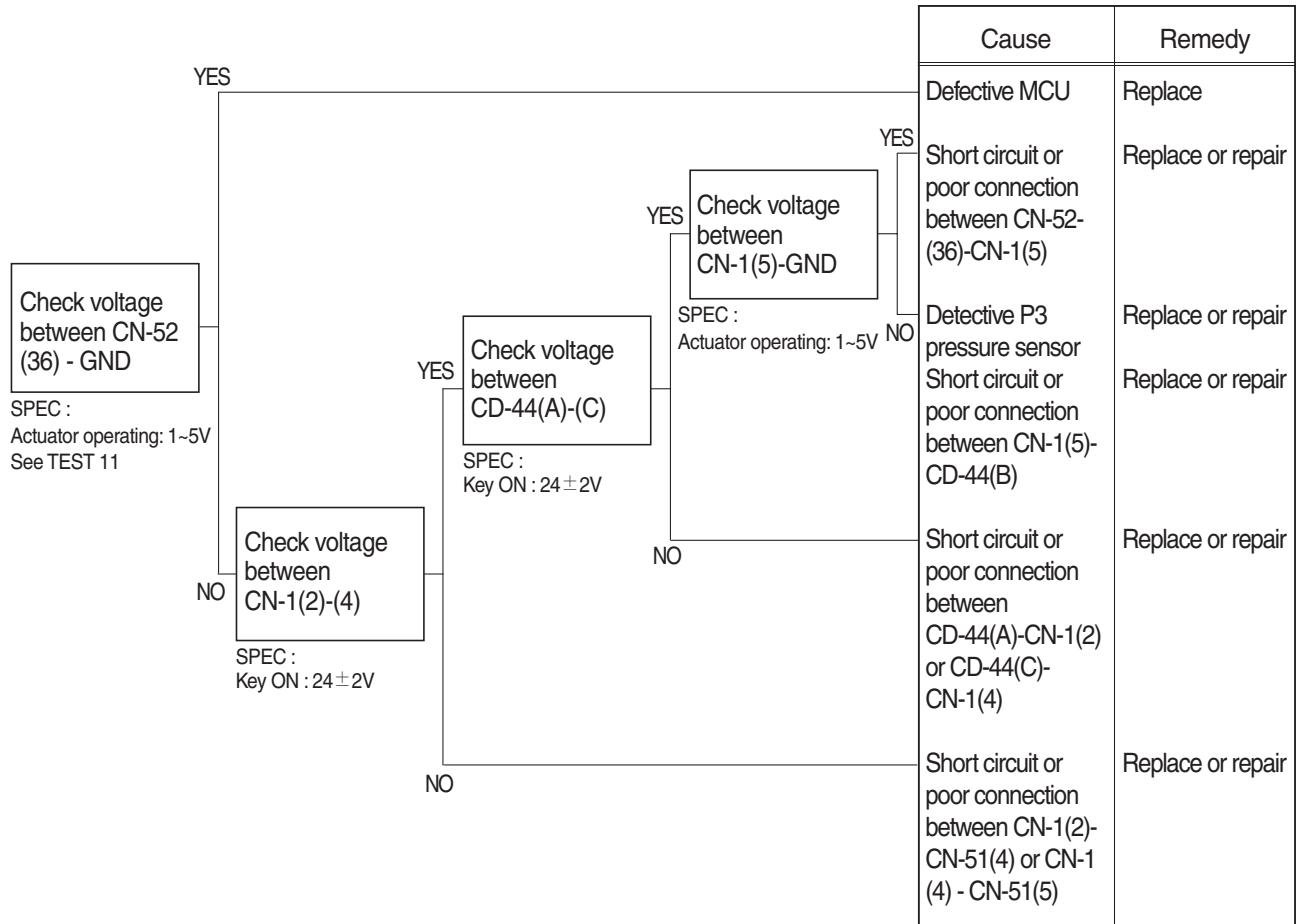 Cause
Remedy
YES
Defective MCU
Replace
YES
Short circuit or
poor connection
between CN-52-
(36)-CN-1(5)
Replace or repair
YES
Check voltage
between
CN-1(5)-GND
SPEC :
Actuator operating: 1~5V
NO
Detective P3
pressure sensor
Replace or repair
Short circuit or
poor connection
between CN-1(5)-
CD-44(B)
Replace or repair
Check voltage
between CN-52
(36) - GND
SPEC :
Actuator operating: 1~5V
See TEST 11
YES
Check voltage
between
CD-44(A)-(C)
SPEC :
Key ON : 24±2V
NO
Short circuit or
poor connection
between
CD-44(A)-CN-1(2)
or CD-44(C)-
CN-1(4)
Replace or repair
NO
Check voltage
between
CN-1(2)-(4)
SPEC :
Key ON : 24±2V
NO
Short circuit or
poor connection
between CN-1(2)-
CN-51(4) or CN-1
(4) - CN-51(5)
Replace or repair